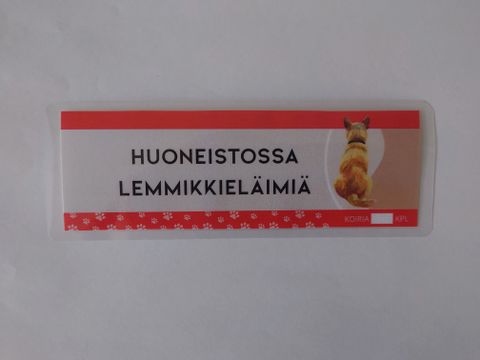 HUONEISTOSSA
LEMMIKKIELÄIMIÄ
KOIRIA KPL